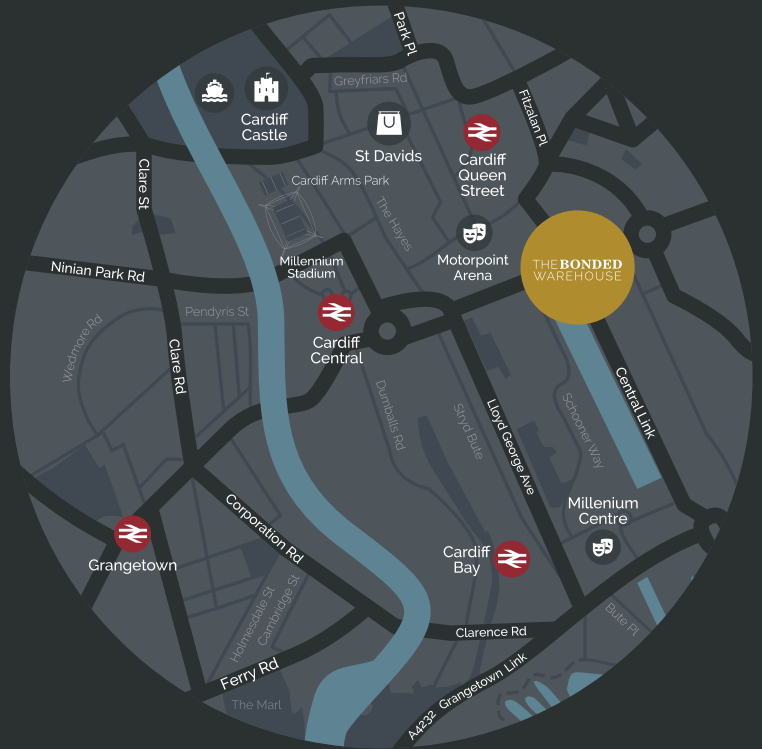 Park Pl
Greyfriars Rd
Cardiff
Castle
Fitzalan Pl
St Davids
Cardiff
Queen
Street
Clare St
Cardiff Arms Park
The Hayes
Millennium
Stadium
Motorpoint
Arena
THE BONDED
WAREHOUSE
Ninian Park Rd
Pendyris St
Wedmore Rd
Cardiff
Central
Clare Rd
Dumballs Rd
Stryd Bute
Lloyd George Ave
Schooner Way
Central Link
Millenium
Centre
Corporation Rd
Grangetown
Cardiff
Bay
Holmesdale St
Cambridge St
Bute Pl
Clarence Rd
Ferry Rd
The Marl
A4232 Grangetown Link